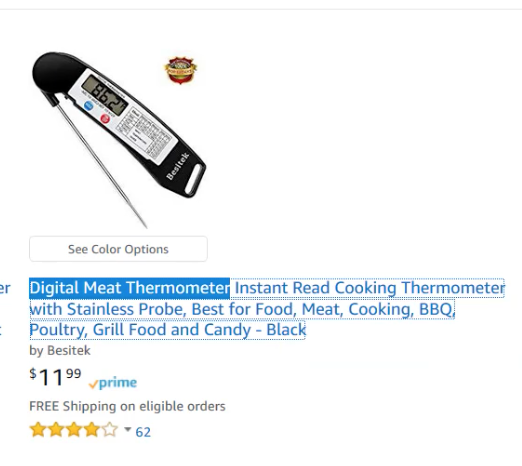 862
Besitek
See Color Options
er
Digital Meat Thermometer Instant Read Cooking Thermometer
with Stainless Probe, Best for Food, Meat, Cooking, BBQ,
Poultry, Grill Food and Candy - Black
by Besitek
$11 99 prime
FREE Shipping on eligible orders
62